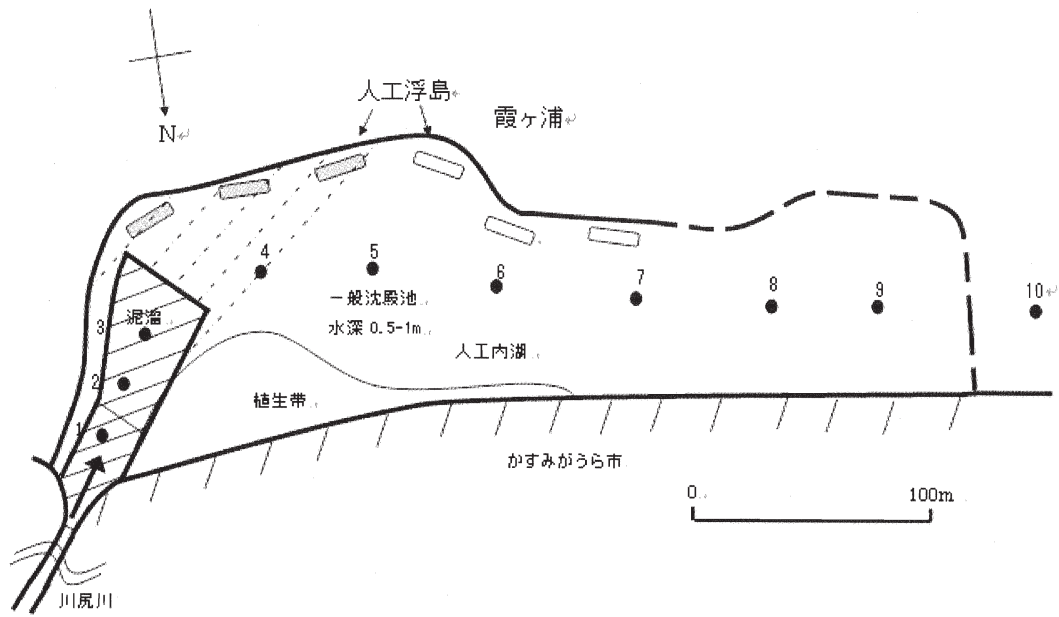 人工浮島
霞ヶ浦
N
4
5
6
7
8
9
10
一般沈殿池
水深 0.5-1m
人工内湖
3
泥溜
2
1
植生帯
かすみがうら市
0
100m
川尻川